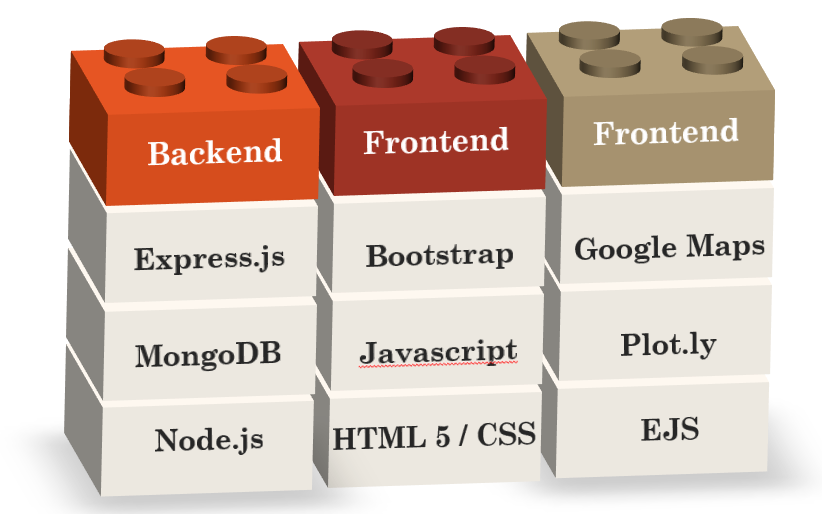 Backend
Express.js
MongoDB
Node.js
Frontend
Bootstrap
Javascript
HTML 5 / CSS
Frontend
Google Maps
Plot.ly
EJS